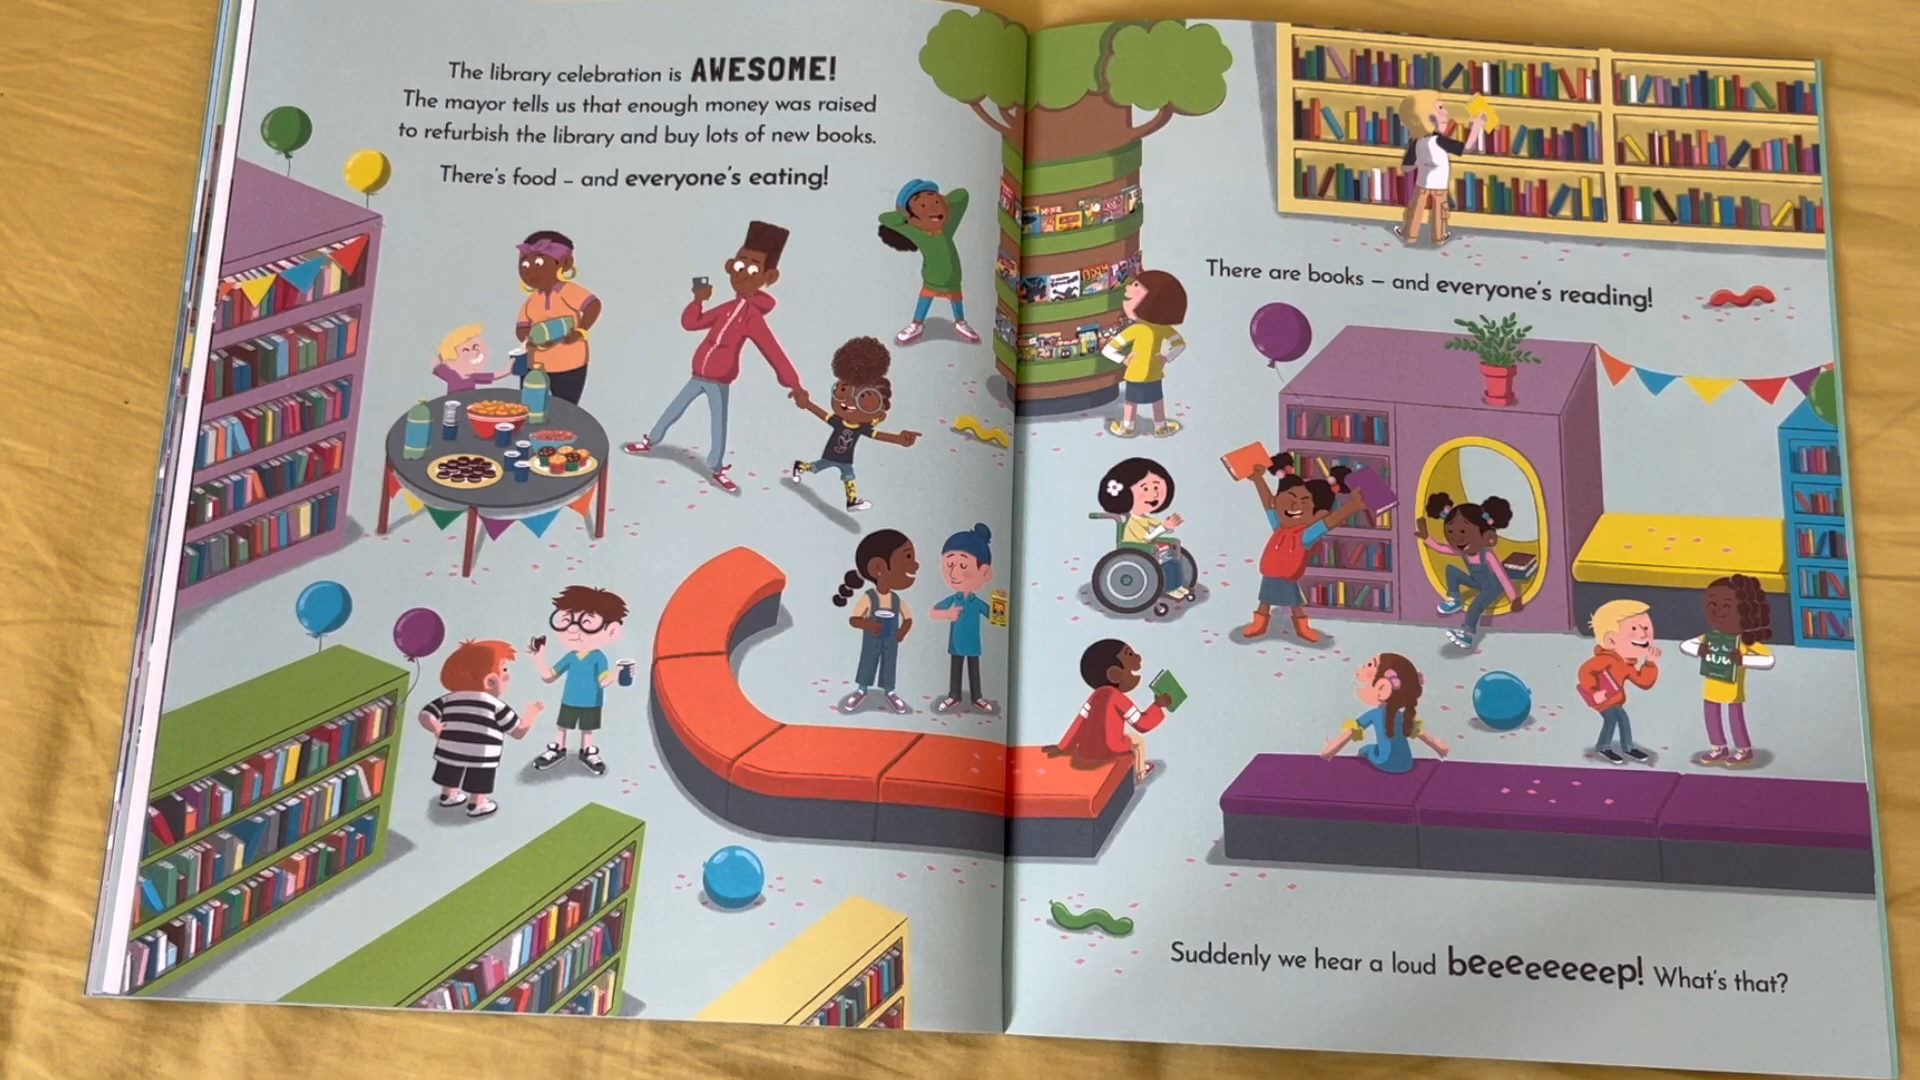 The library celebration is AWESOME!
The mayor tells us that enough money was raised
to refurbish the library and buy lots of new books.
There's food – and everyone's eating!
There are books – and everyone's reading!
Suddenly we hear a loud beeeeeeeep! What's that?